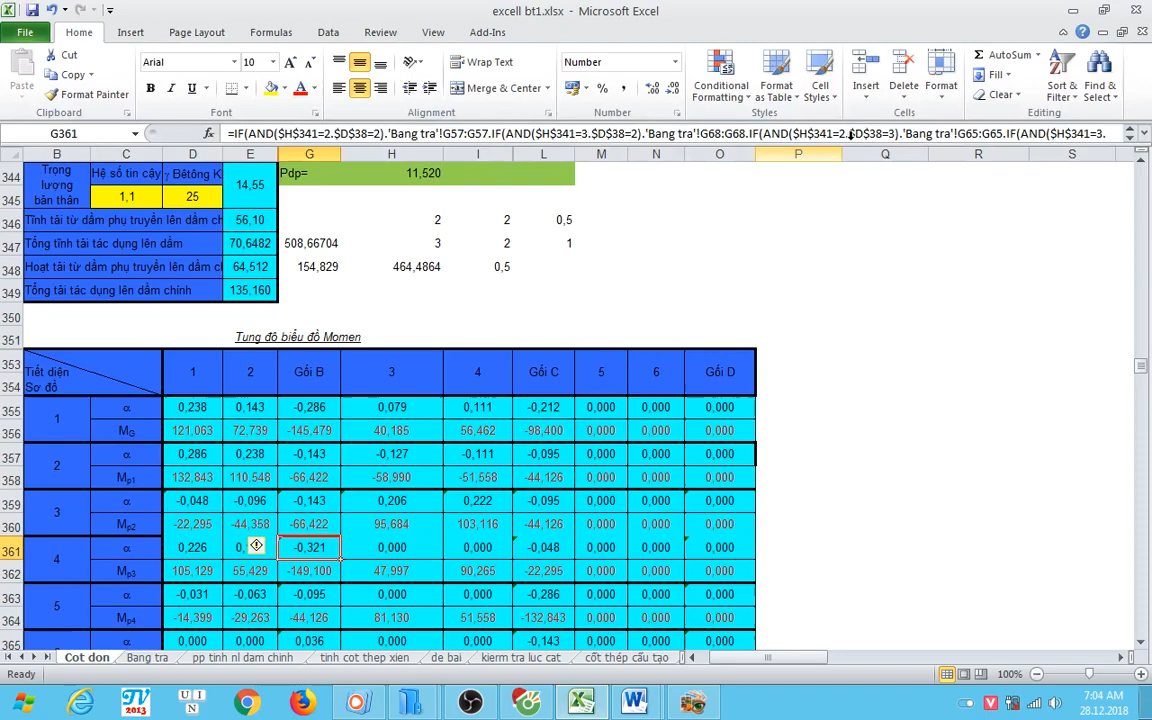 excell bt1.xlsx - Microsoft Excel
File Home Insert Page Layout Formulas Data Review View Add-Ins
Paste Cut Copy Format Painter Clipboard
Arial 10 B I U Font
Wrap Text Merge & Center Alignment
Number % Number
Conditional Formatting Format as Table Cell Styles Styles
Insert Delete Format Cells
AutoSum Fill Clear Sort & Filter Find & Select Editing
G361 fx =IF(AND($H$341=2.$D$38=2).'Bang tra'!G57:G57.IF(AND($H$341=3.$D$38=2).'Bang tra'!G68:G68.IF(AND($H$341=2.$D$38=3).'Bang tra'!G65:G65.IF(AND($H$341=3.
B C D E G H I L M N O P Q R S
344 Trọng lượng bản thân Hệ số tin cậy γ Bêtông K 14,55 Pdp= 11,520
345 1,1 25
346 Tĩnh tải từ dầm phụ truyền lên dầm ch 56,10 2 2 0,5
347 Tổng tĩnh tải tác dụng lên dầm 70,6482 508,66704 3 2 1
348 Hoạt tải từ dầm phụ truyền lên dầm cl 64,512 154,829 464,4864 0,5
349 Tổng tải tác dụng lên dầm chính 135,160
350
351 Tung độ biểu đồ Momen
353 Tiết diện 1 2 Gối B 3 4 Gối C 5 6 Gối D
354 Sơ đồ
355 1 α 0,238 0,143 -0,286 0,079 0,111 -0,212 0,000 0,000 0,000
356 MG 121,063 72,739 -145,479 40,185 56,462 -98,400 0,000 0,000 0,000
357 2 α 0,286 0,238 -0,143 -0,127 -0,111 -0,095 0,000 0,000 0,000
358 Mp1 132,843 110,548 -66,422 -58,990 -51,558 -44,126 0,000 0,000 0,000
359 3 α -0,048 -0,096 -0,143 0,206 0,222 -0,095 0,000 0,000 0,000
360 Mp2 -22,295 -44,358 -66,422 95,684 103,116 -44,126 0,000 0,000 0,000
361 4 α 0,226 0, -0,321 0,000 0,000 -0,048 0,000 0,000 0,000
362 Mp3 105,129 55,429 -149,100 47,997 90,265 -22,295 0,000 0,000 0,000
363 5 α -0,031 -0,063 -0,095 0,000 0,000 -0,286 0,000 0,000 0,000
364 Mp4 -14,399 -29,263 -44,126 81,130 51,558 -132,843 0,000 0,000 0,000
365 α 0,000 0,000 0,036 0,000 0,000 -0,143 0,000 0,000 0,000
Cot don Bang tra pp tinh nl dam chinh tinh cot thep xien de bai kierm tra luc cat cốt thép cấu tạo
Ready 100%
TV 2013 U I N V 7:04 AM
28.12.2018